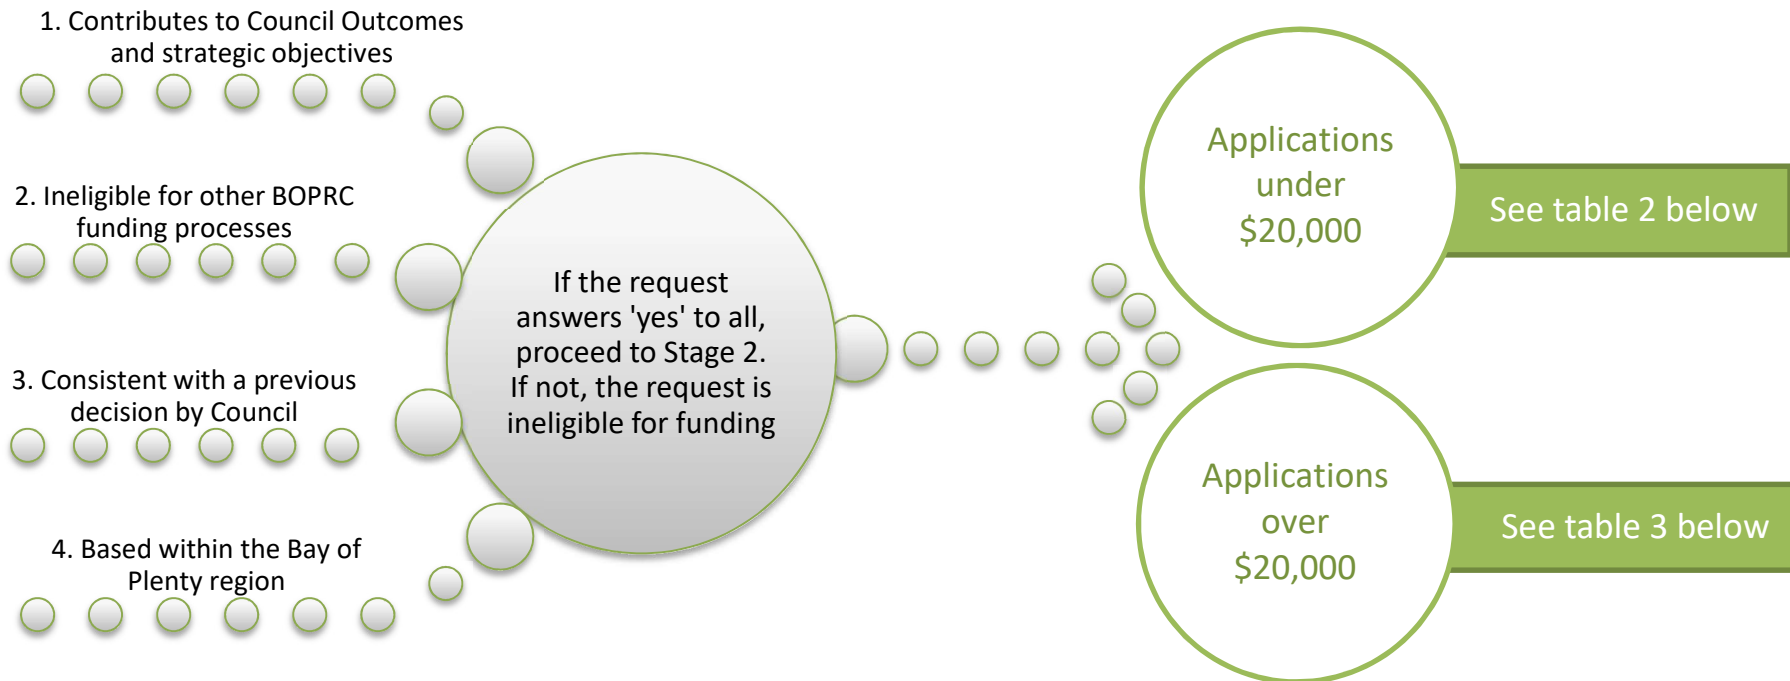 1. Contributes to Council Outcomes
and strategic objectives
2. Ineligible for other BOPRC
funding processes
3. Consistent with a previous
decision by Council
4. Based within the Bay of
Plenty region
If the request
answers 'yes' to all,
proceed to Stage 2.
If not, the request is
ineligible for funding
Applications
under
$20,000
See table 2 below
Applications
over
$20,000
See table 3 below